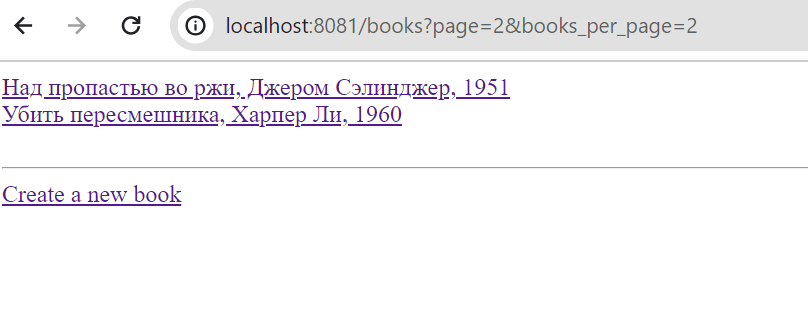 localhost:8081/books?page=2&books_per_page=2
Над пропастью во ржи, Джером Сэлинджер, 1951
Убить пересмешника, Харпер Ли, 1960
Create a new book